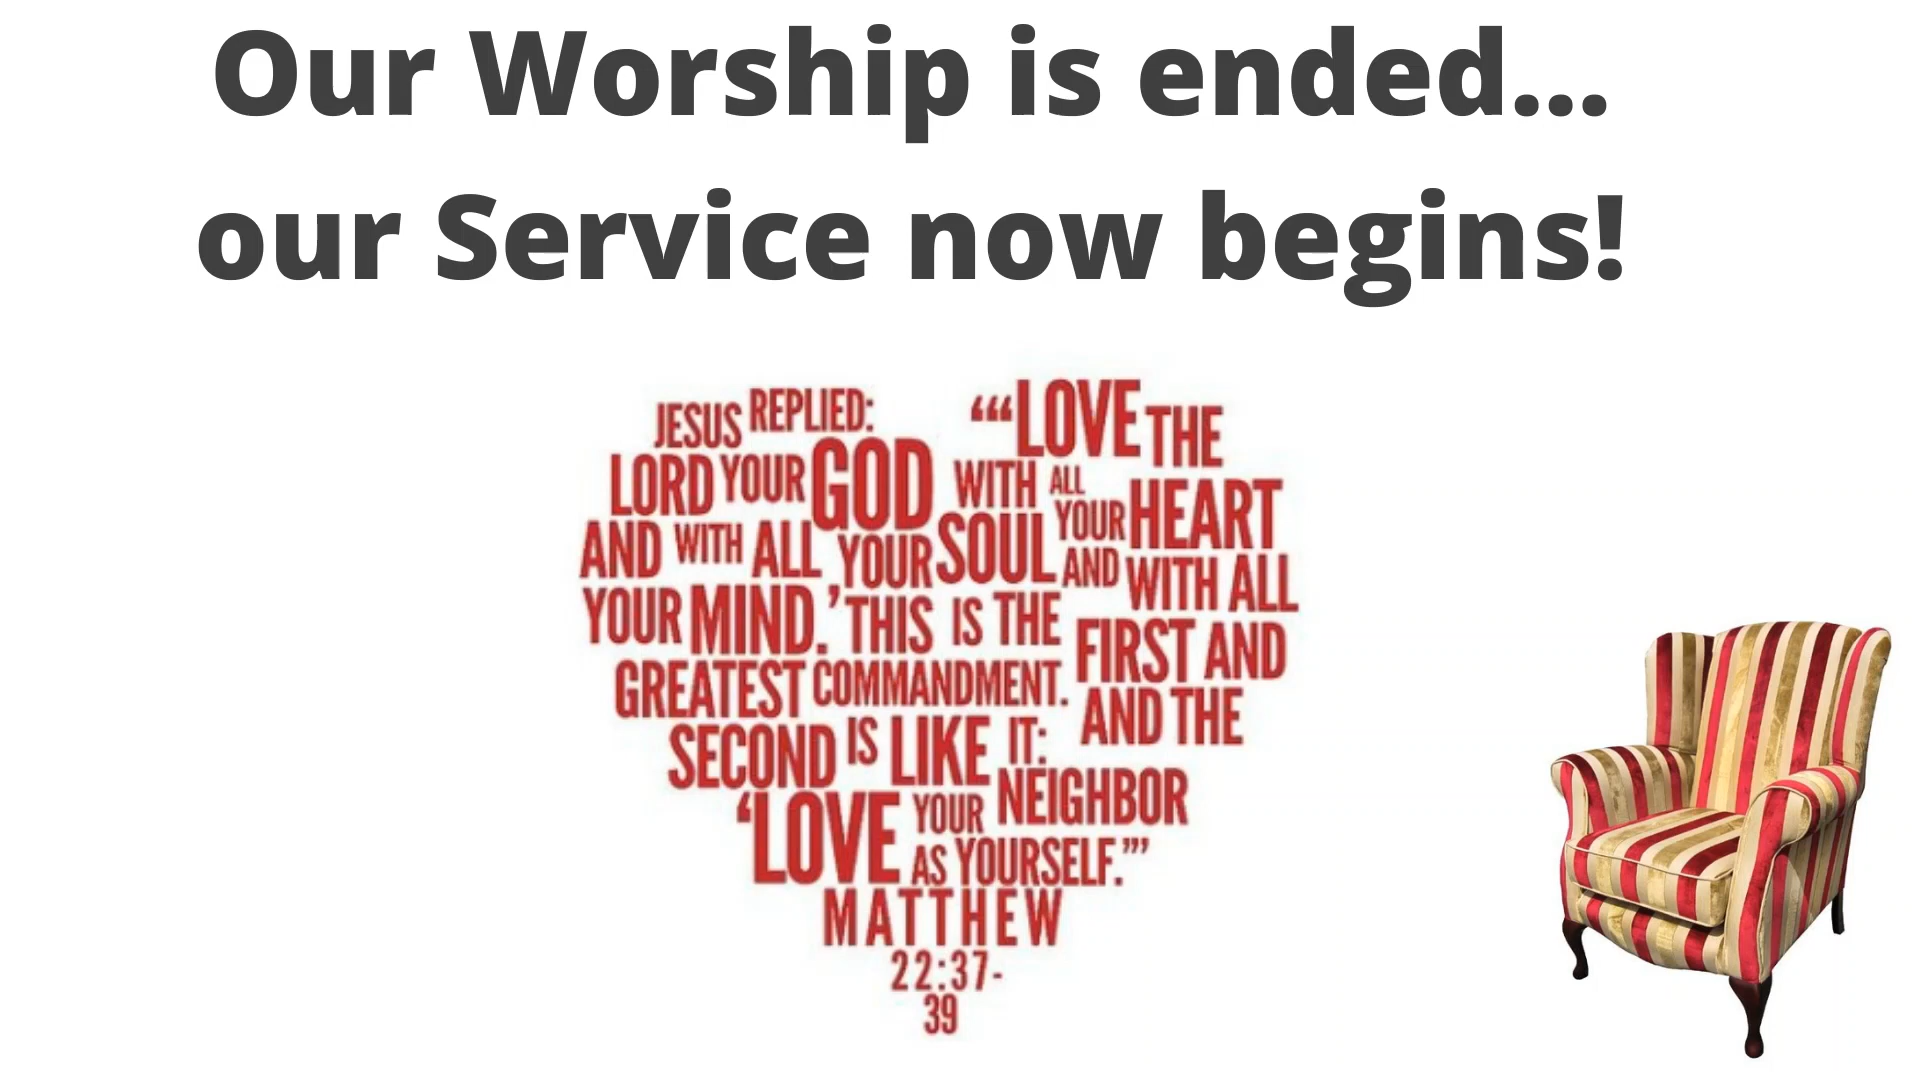 Our Worship is ended...
our Service now begins!
JESUS REPLIED: “‘LOVE THE
LORD YOUR GOD WITH ALL YOUR HEART
AND WITH ALL YOUR SOUL AND WITH ALL
YOUR MIND.’ THIS IS THE FIRST AND
GREATEST COMMANDMENT. AND THE
SECOND IS LIKE IT:
‘LOVE YOUR NEIGHBOR
AS YOURSELF.’”
MATTHEW
22:37-
39